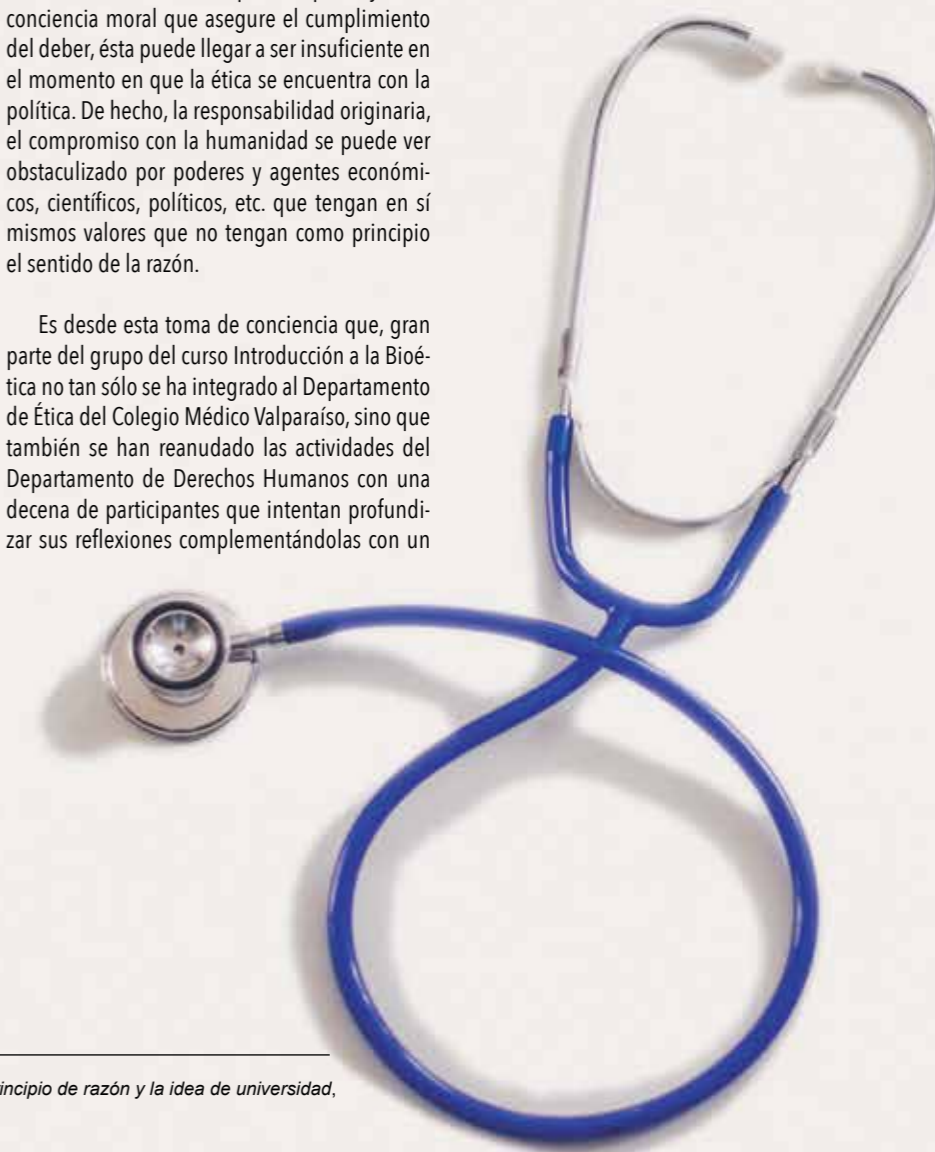 conciencia moral que asegure el cumplimiento
del deber, ésta puede llegar a ser insuficiente en
el momento en que la ética se encuentra con la
política. De hecho, la responsabilidad originaria,
el compromiso con la humanidad se puede ver
obstaculizado por poderes y agentes económi-
cos, científicos, políticos, etc. que tengan en sí
mismos valores que no tengan como principio
el sentido de la razón.
Es desde esta toma de conciencia que, gran
parte del grupo del curso Introducción a la Bioé-
tica no tan sólo se ha integrado al Departamento
de Ética del Colegio Médico Valparaíso, sino que
también se han reanudado las actividades del
Departamento de Derechos Humanos con una
decena de participantes que intentan profundi-
zar sus reflexiones complementándolas con un
principio de razón y la idea de universidad,